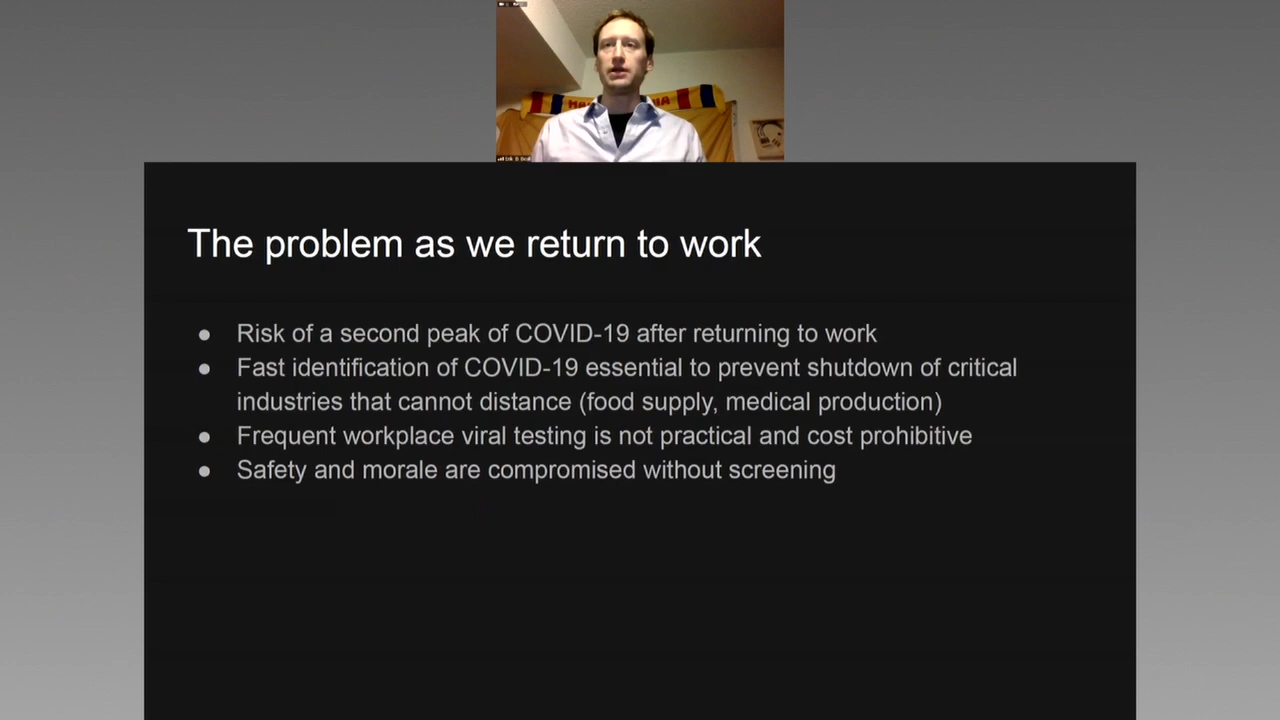 The problem as we return to work
● Risk of a second peak of COVID-19 after returning to work
● Fast identification of COVID-19 essential to prevent shutdown of critical
industries that cannot distance (food supply, medical production)
● Frequent workplace viral testing is not practical and cost prohibitive
● Safety and morale are compromised without screening